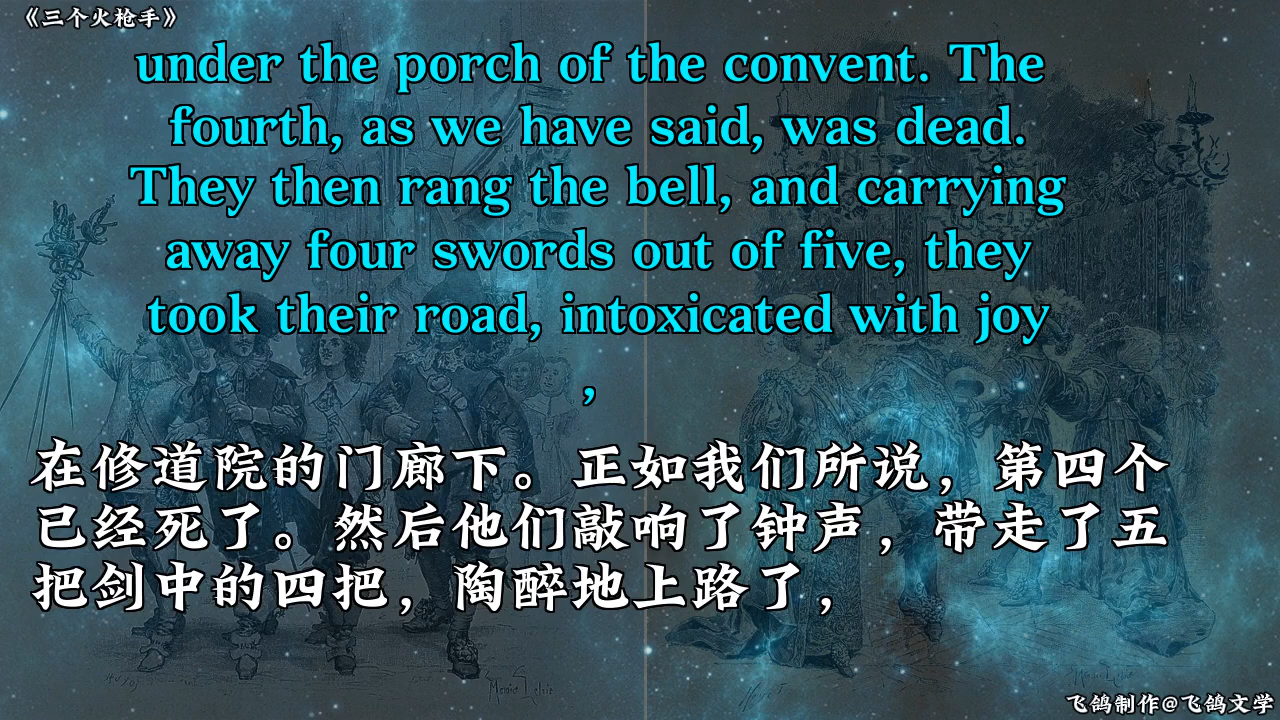 《三个火枪手》
under the porch of the convent. The
fourth, as we have said, was dead.
They then rang the bell, and carrying
away four swords out of five, they
took their road, intoxicated with joy
,
在修道院的门廊下。正如我们所说，第四个
已经死了。然后他们敲响了钟声，带走了五
把剑中的四把，陶醉地上路了，
飞鸽制作@飞鸽文学